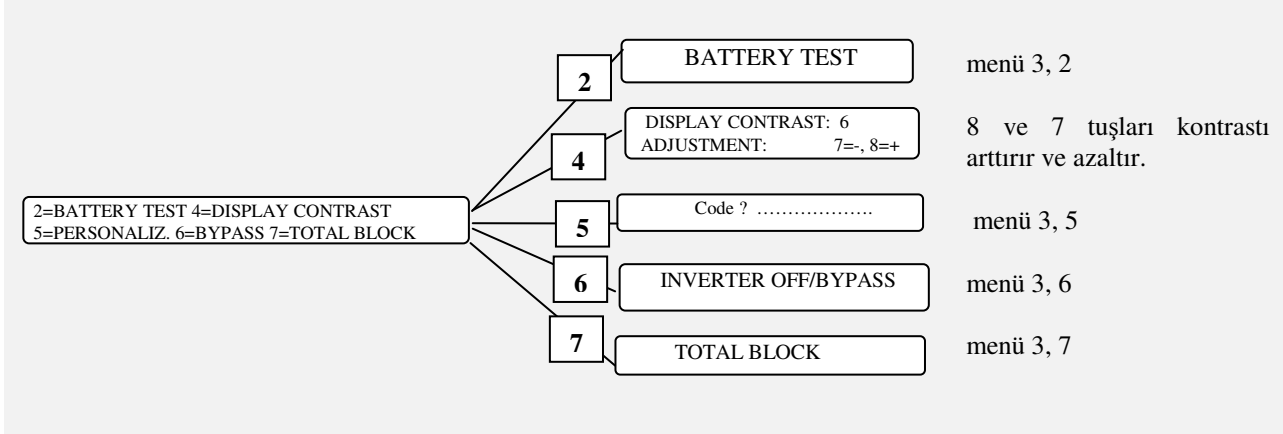 2=BATTERY TEST 4=DISPLAY CONTRAST
5=PERSONALIZ. 6=BYPASS 7=TOTAL BLOCK
2
BATTERY TEST
menü 3, 2
4
DISPLAY CONTRAST: 6
ADJUSTMENT: 7=-, 8=+
8 ve 7 tuşları kontrastı
arttırır ve azaltır.
5
Code ? ……………….
menü 3, 5
6
INVERTER OFF/BYPASS
menü 3, 6
7
TOTAL BLOCK
menü 3, 7